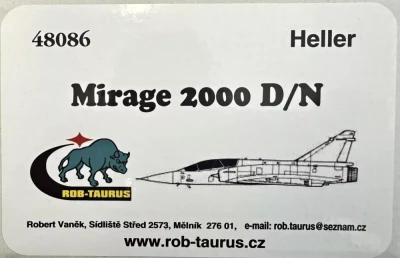 48086 Heller
Mirage 2000 D/N
ROB-TAURUS
Robert Vaněk, Sídliště Střed 2573, Mělník 276 01, e-mail: rob.taurus@seznam.cz
www.rob-taurus.cz